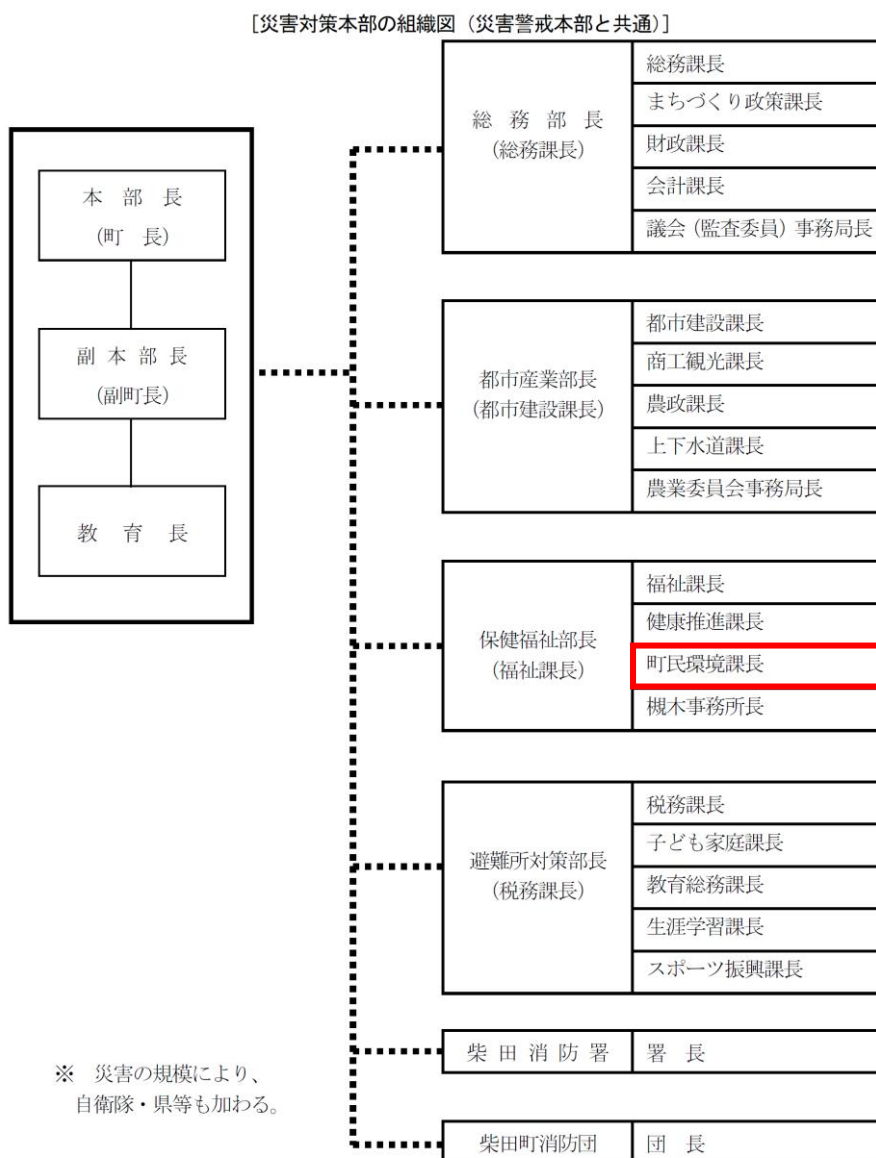 [災害対策本部の組織図（災害警戒本部と共通）]
本　部　長
（町　長）
副　本　部　長
（副町長）
教　育　長
総　務　部　長
（総務課長）
総務課長
まちづくり政策課長
財政課長
会計課長
議会（監査委員）事務局長
都市産業部長
（都市建設課長）
都市建設課長
商工観光課長
農政課長
上下水道課長
農業委員会事務局長
保健福祉部長
（福祉課長）
福祉課長
健康推進課長
町民環境課長
槻木事務所長
避難所対策部長
（税務課長）
税務課長
子ども家庭課長
教育総務課長
生涯学習課長
スポーツ振興課長
柴 田 消 防 署
署　長
柴田町消防団
団　長
※　災害の規模により、
自衛隊・県等も加わる。